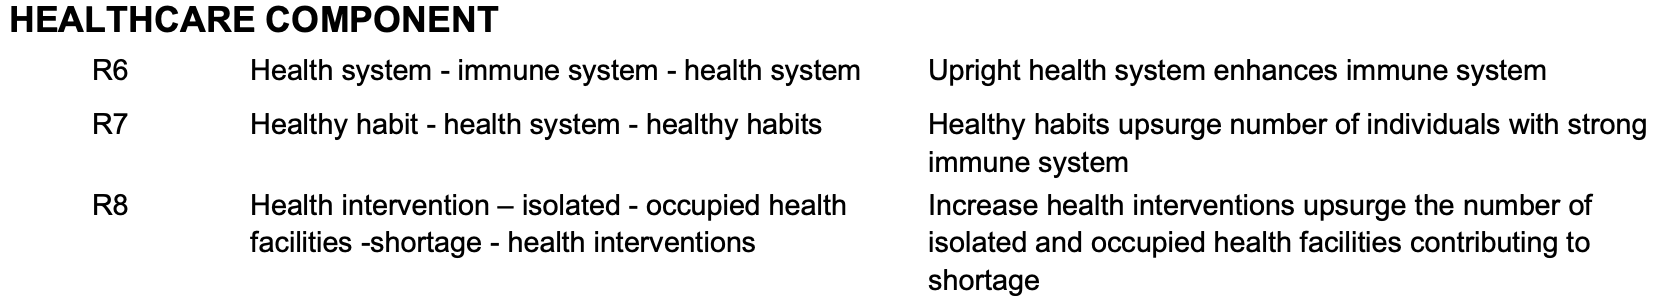 HEALTHCARE COMPONENT
R6 Health system - immune system - health system Upright health system enhances immune system
R7 Healthy habit - health system - healthy habits Healthy habits upsurge number of individuals with strong
immune system
R8 Health intervention – isolated - occupied health Increase health interventions upsurge the number of
facilities -shortage - health interventions isolated and occupied health facilities contributing to
shortage